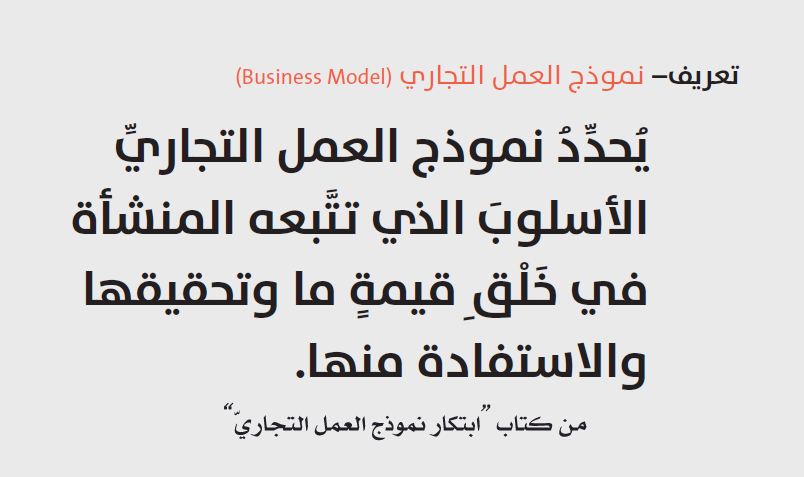 تعريف– نموذج العمل التجاري (Business Model)
يُحدِّدُ نموذج العمل التجاريِّ
الأسلوبَ الذي تتَّبعه المنشأة
في خَلْقِ قيمةٍ ما وتحقيقها
والاستفادة منها.
من كتاب ”ابتكار نموذج العمل التجاريّ“